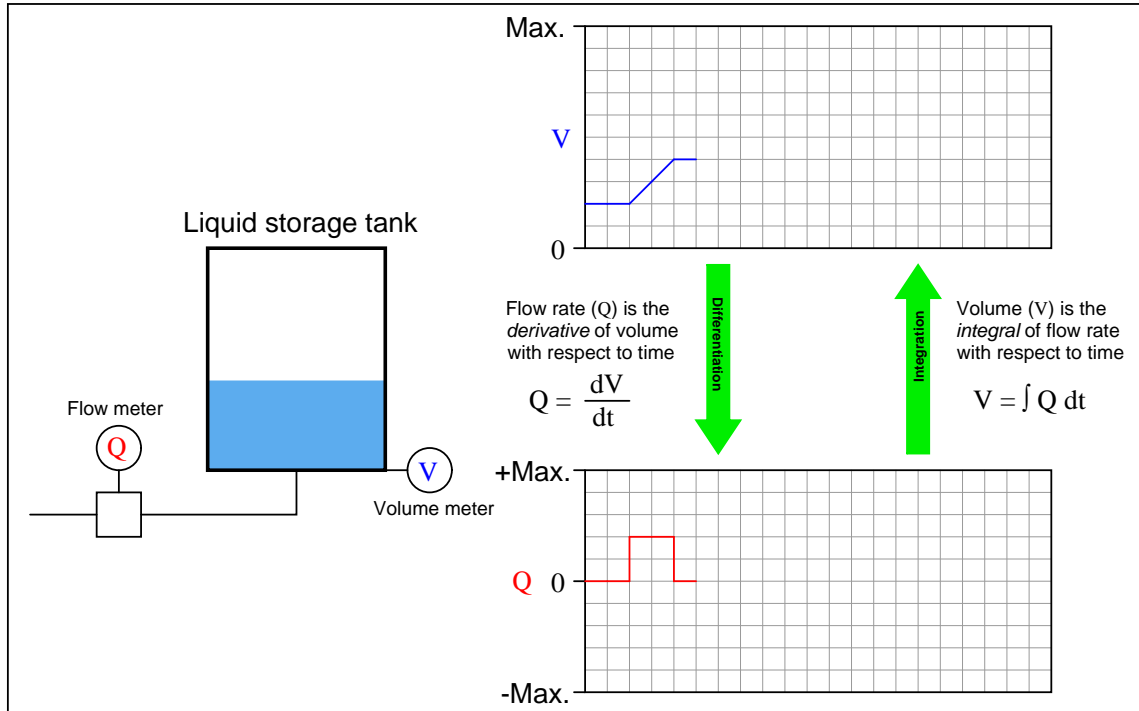 Max.
V
0
Liquid storage tank
Flow meter
Q
V
Volume meter
Flow rate (Q) is the
derivative of volume
with respect to time
Q = dV
dt
Differentiation
Integration
Volume (V) is the
integral of flow rate
with respect to time
V = ∫ Q dt
+Max.
Q 0
-Max.